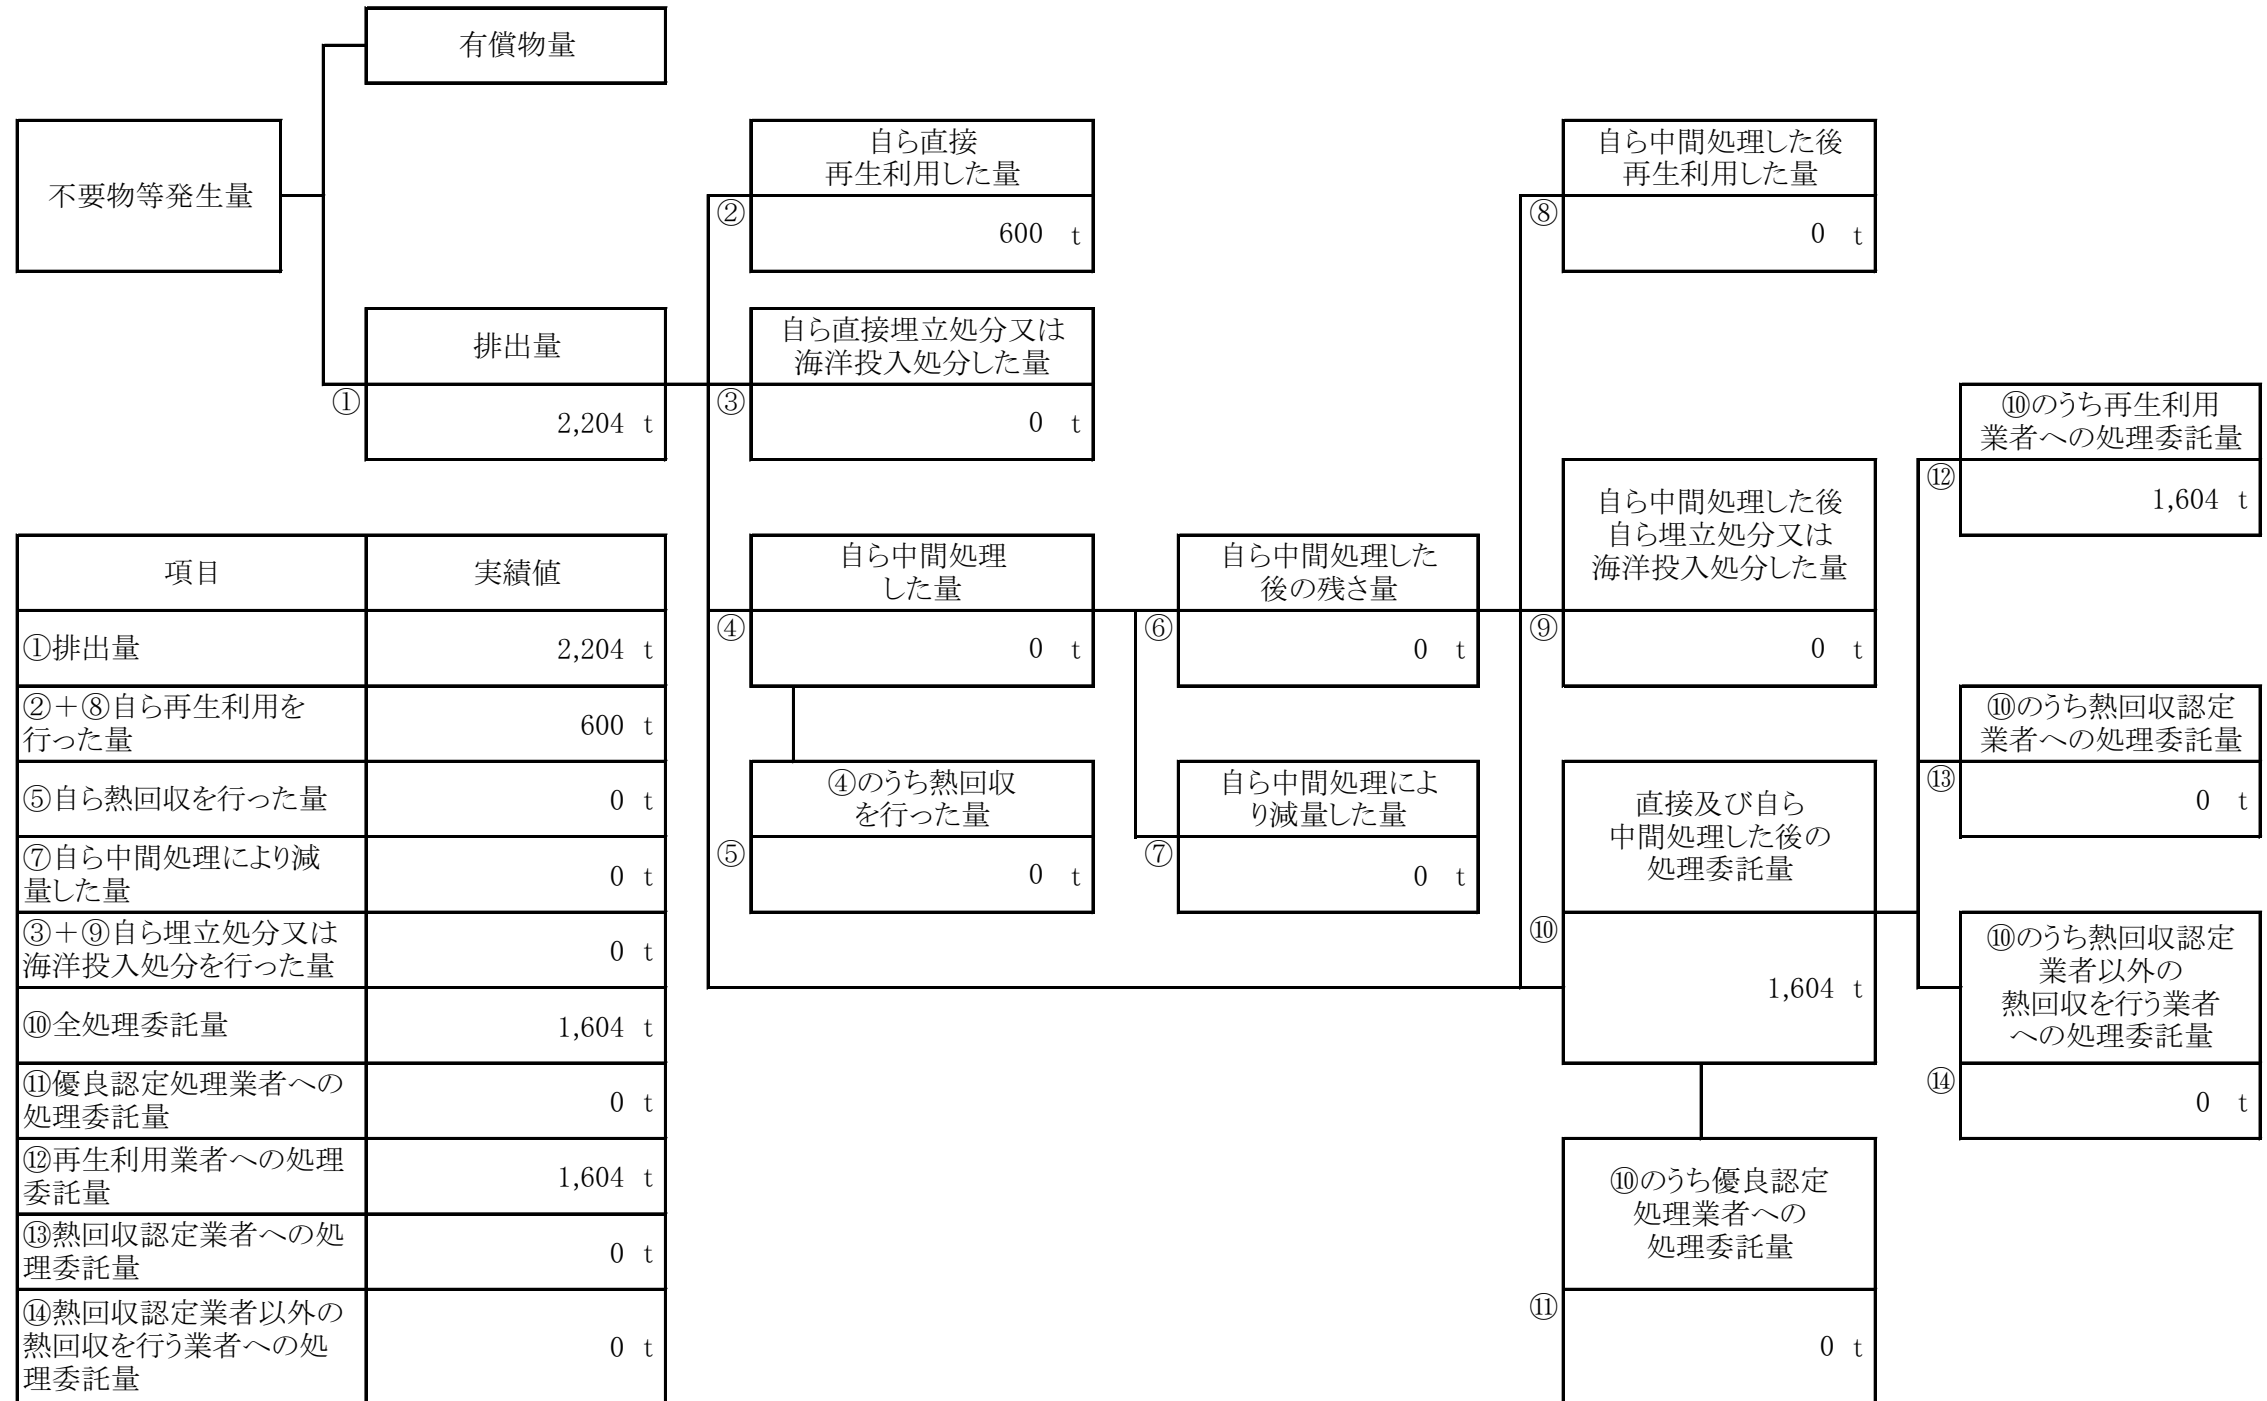 有償物量
不要物等発生量
排出量
①
2,204 t
自ら直接
再生利用した量
②
600 t
自ら直接埋立処分又は
海洋投入処分した量
③
0 t
自ら中間処理
した量
④
0 t
④のうち熱回収
を行った量
⑤
0 t
自ら中間処理した
後の残さ量
⑥
0 t
自ら中間処理によ
り減量した量
⑦
0 t
自ら中間処理した後
再生利用した量
⑧
0 t
自ら中間処理した後
自ら埋立処分又は
海洋投入処分した量
⑨
0 t
直接及び自ら
中間処理した後の
処理委託量
⑩
1,604 t
⑩のうち優良認定
処理業者への
処理委託量
⑪
0 t
⑩のうち再生利用
業者への処理委託量
⑫
1,604 t
⑩のうち熱回収認定
業者への処理委託量
⑬
0 t
⑩のうち熱回収認定
業者以外の
熱回収を行う業者
への処理委託量
⑭
0 t
項目 実績値
①排出量 2,204 t
②＋⑧自ら再生利用を
行った量 600 t
⑤自ら熱回収を行った量 0 t
⑦自ら中間処理により減
量した量 0 t
③＋⑨自ら埋立処分又は
海洋投入処分を行った量 0 t
⑩全処理委託量 1,604 t
⑪優良認定処理業者への
処理委託量 0 t
⑫再生利用業者への処理
委託量 1,604 t
⑬熱回収認定業者への処
理委託量 0 t
⑭熱回収認定業者以外の
熱回収を行う業者への処
理委託量 0 t